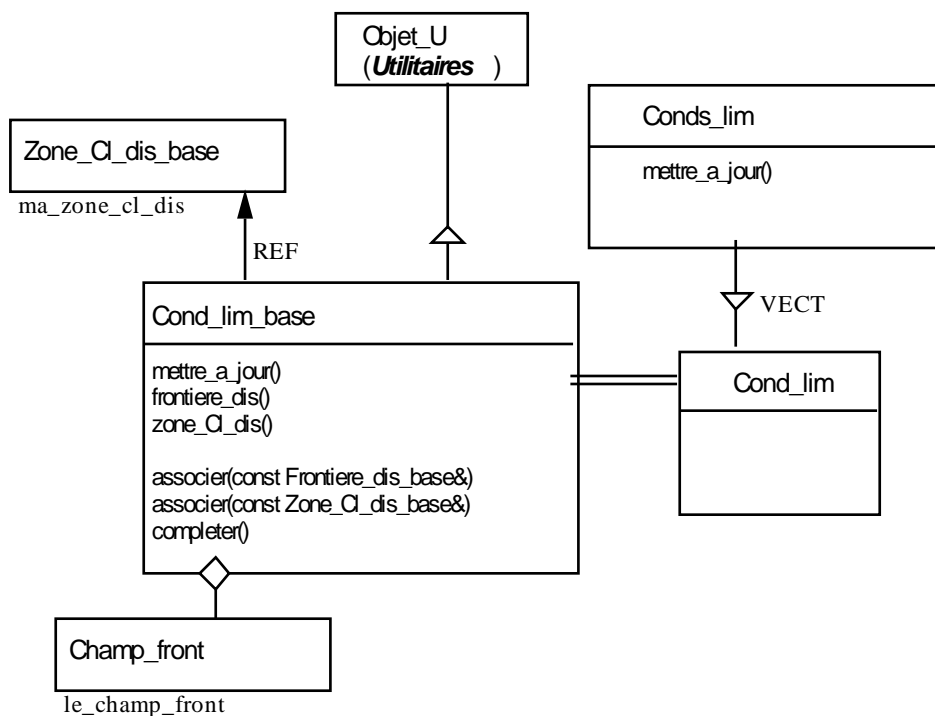 Objet_U
(Utilitaires )
Conds_lim
mettre_a_jour()
Zone_Cl_dis_base
ma_zone_cl_dis
REF
VECT
Cond_lim_base
mettre_a_jour()
frontiere_dis()
zone_Cl_dis()
associer(const Frontiere_dis_base&)
associer(const Zone_Cl_dis_base&)
completer()
Cond_lim
Champ_front
le_champ_front